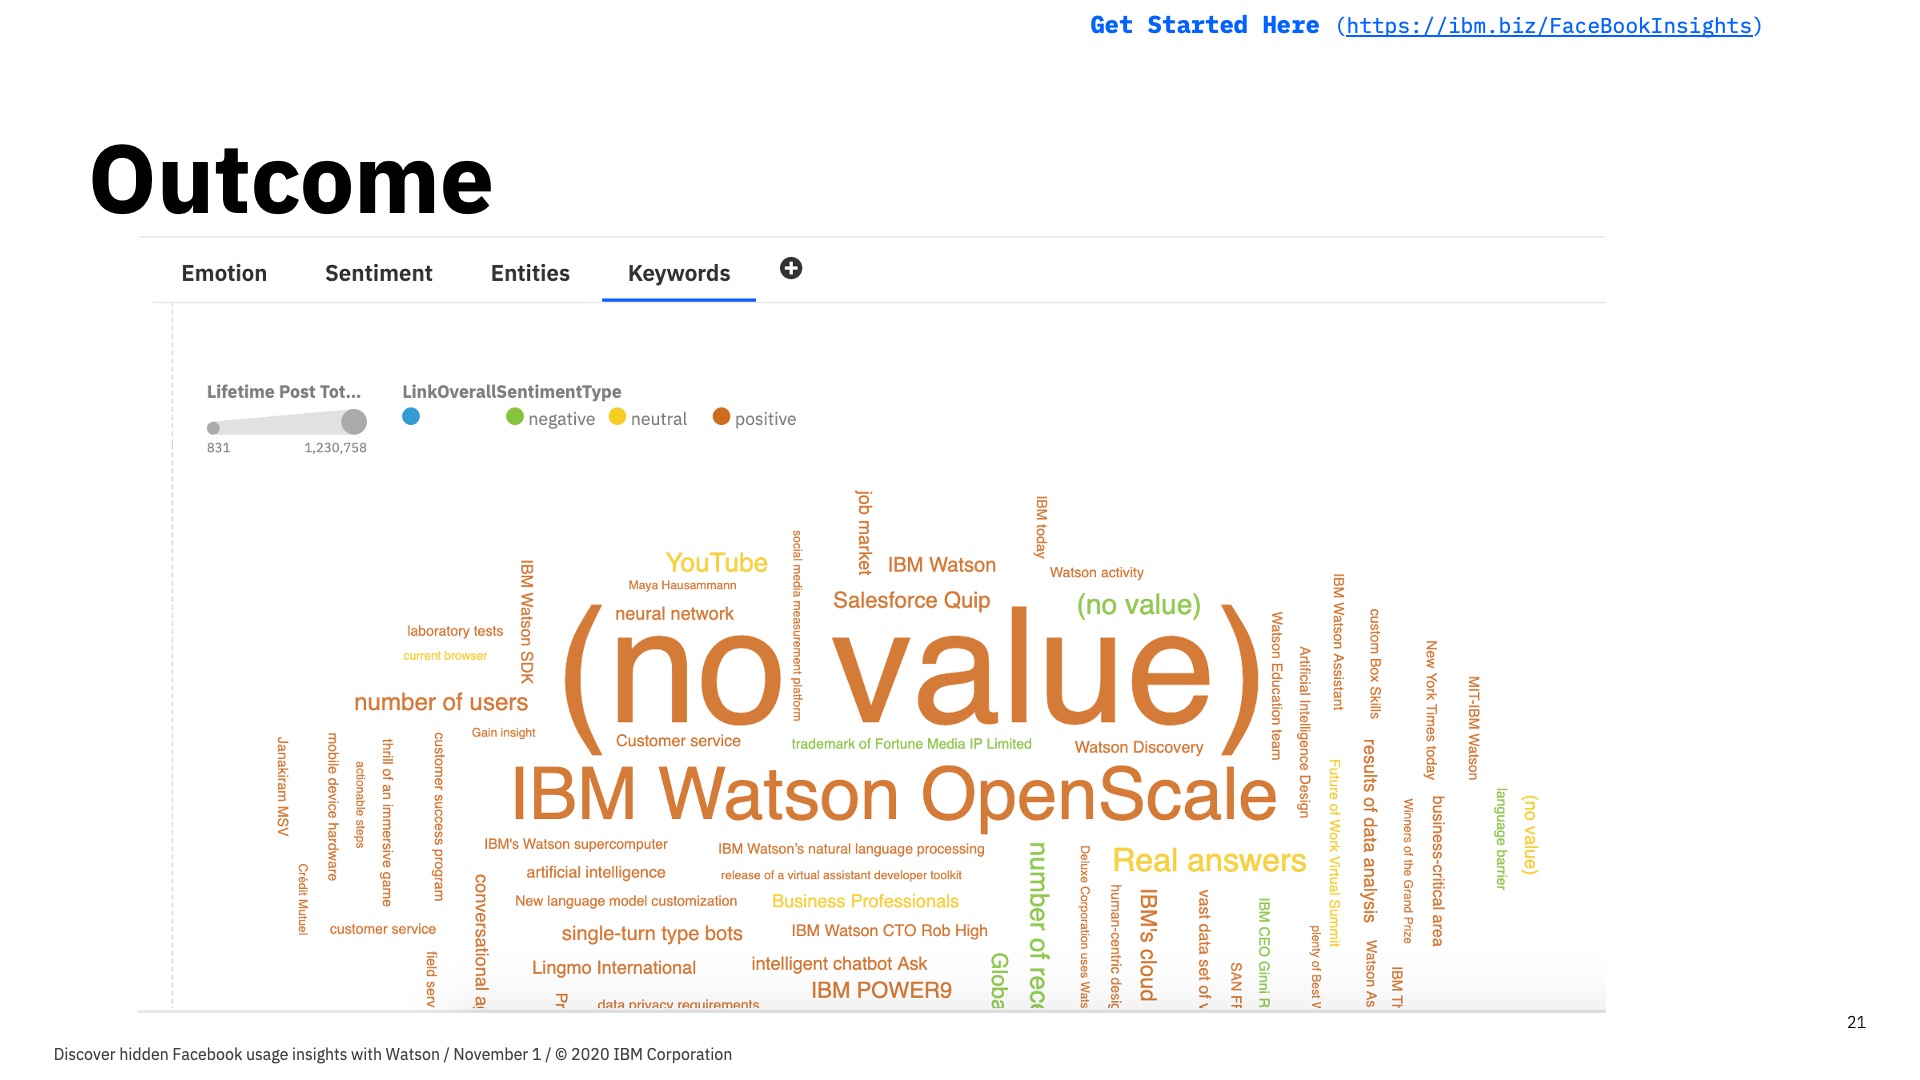 Get Started Here (https://ibm.biz/FaceBookInsights)
Outcome
Emotion
Sentiment
Entities
Keywords
Lifetime Post Tot...
831
1,230,758
LinkOverallSentimentType
negative
neutral
positive
job market
IBM today
YouTube
Maya Hausammann
social media measurement platform
IBM Watson
Watson activity
IBM Watson SDK
neural network
Salesforce Quip
(no value)
IBM Watson Assistant
custom Box Skills
laboratory tests
current browser
(no value)
Watson Education team
Artificial Intelligence Design
New York Times today
MIT-IBM Watson
number of users
Gain insight
Customer service
trademark of Fortune Media IP Limited
Watson Discovery
Janakiram MSV
mobile device hardware
actionable steps
thrill of an immersive game
customer success program
IBM Watson OpenScale
Future of Work Virtual Summit
results of data analysis
Winners of the Grand Prize
business-critical area
language barrier
(no value)
Crédit Mutuel
customer service
field serv
conversational a
IBM's Watson supercomputer
artificial intelligence
New language model customization
single-turn type bots
Lingmo International
Pr
data privacy requirements
IBM Watson's natural language processing
release of a virtual assistant developer toolkit
Business Professionals
IBM Watson CTO Rob High
intelligent chatbot Ask
IBM POWER9
Globa
number of rece
Deluxe Corporation uses Wats
Real answers
human-centric desig
IBM's cloud
vast data set of v
SAN FR
IBM CEO Ginni R
plenty of Best W
Watson As
IBM Th
21
Discover hidden Facebook usage insights with Watson / November 1 / © 2020 IBM Corporation